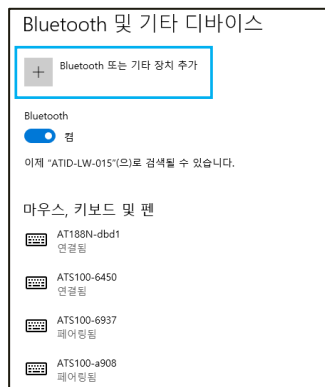 Bluetooth 및 기타 디바이스
Bluetooth 또는 기타 장치 추가
Bluetooth
켬
이제 "ATID-LW-015"(으)로 검색될 수 있습니다.
마우스, 키보드 및 펜
AT188N-dbd1
연결됨
ATS100-6450
연결됨
ATS100-6937
페어링됨
ATS100-a908
페어링됨